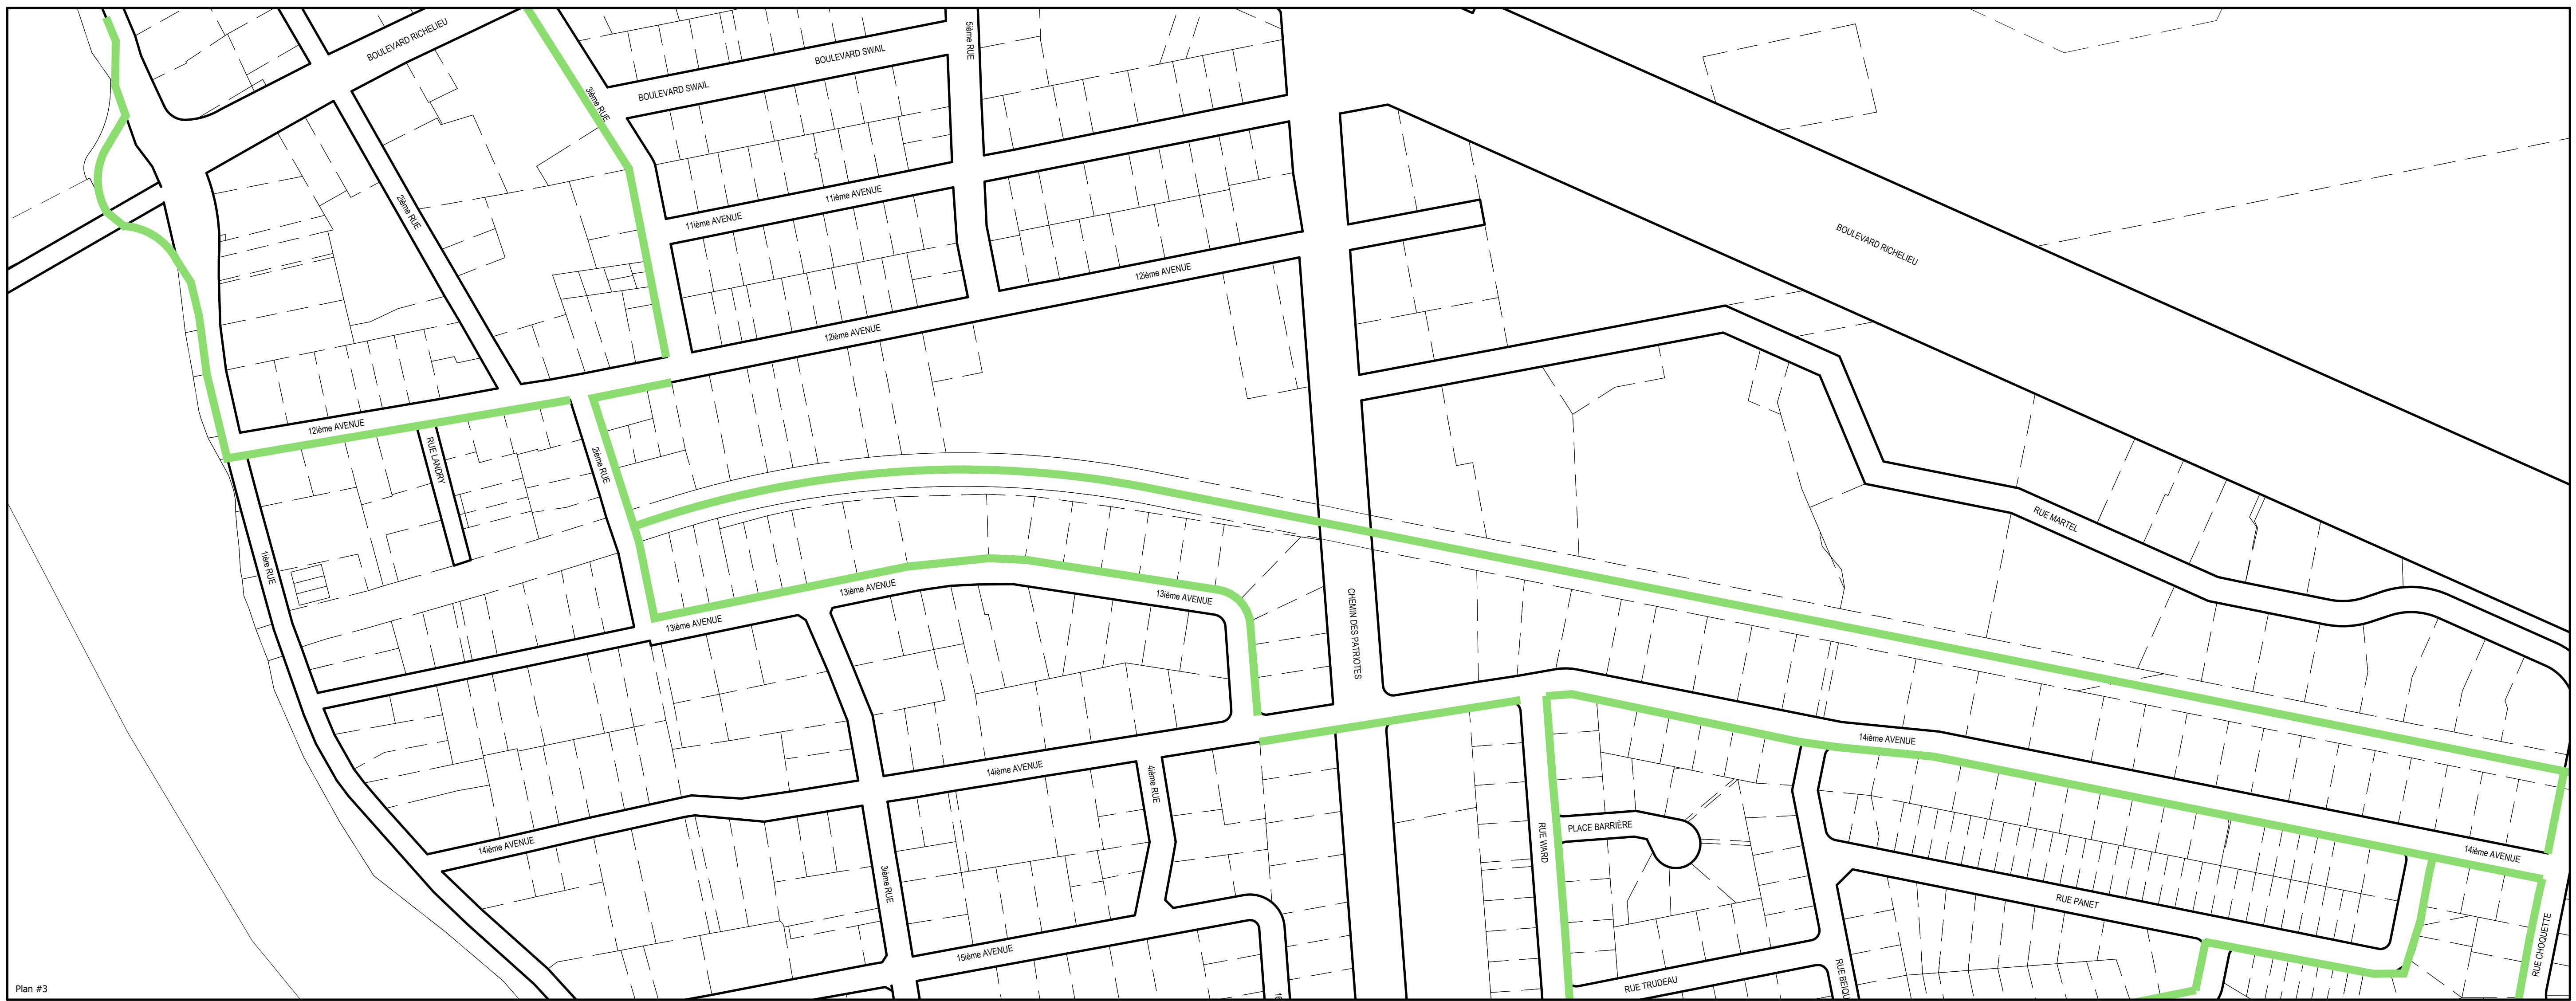 BOULEVARD RICHELIEU
5ième RUE
BOULEVARD SWAIL
BOULEVARD SWAIL
3ième RUE
2ième RUE
11ième AVENUE
11ième AVENUE
BOULEVARD RICHELIEU
12ième AVENUE
12ième AVENUE
12ième AVENUE
RUE LANDRY
2ième RUE
RUE MARTEL
1ière RUE
13ième AVENUE
13ième AVENUE
13ième AVENUE
CHEMIN DES PATRIOTES
14ième AVENUE
14ième AVENUE
4ième RUE
PLACE BARRIÈRE
RUE WARD
14ième AVENUE
14ième AVENUE
3ième RUE
RUE PANET
RUE CHOQUETTE
15ième AVENUE
RUE TRUDEAU
Plan #3